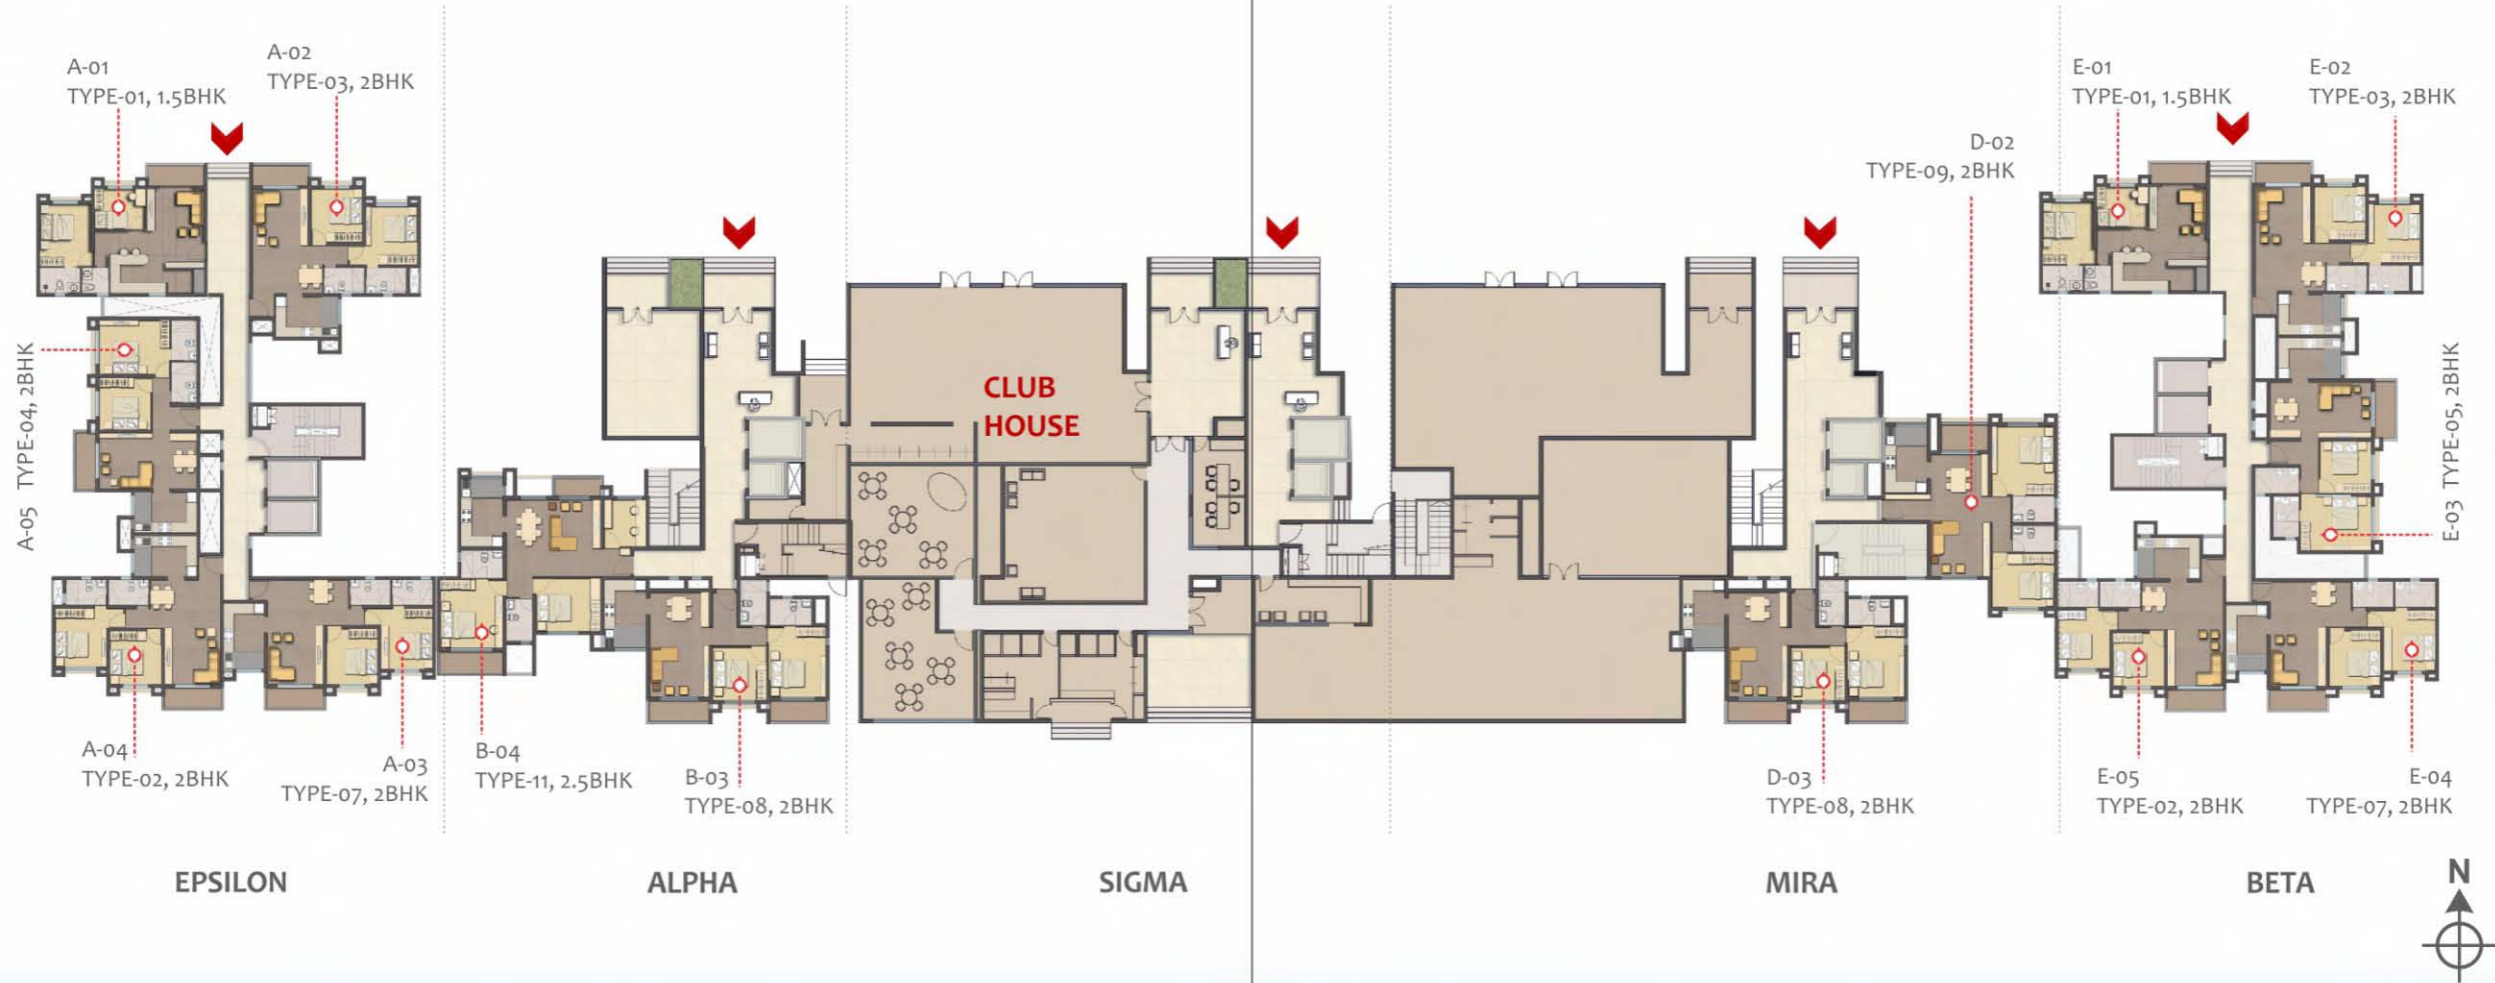 A-01
TYPE-01, 1.5BHK
A-02
TYPE-03, 2BHK
E-01
TYPE-01, 1.5BHK
E-02
TYPE-03, 2BHK
D-02
TYPE-09, 2BHK
A-05 TYPE-04, 2BHK
CLUB
HOUSE
E-03 TYPE-05, 2BHK
A-04
TYPE-02, 2BHK
A-03
TYPE-07, 2BHK
B-04
TYPE-11, 2.5BHK
B-03
TYPE-08, 2BHK
D-03
TYPE-08, 2BHK
E-05
TYPE-02, 2BHK
E-04
TYPE-07, 2BHK
EPSILON
ALPHA
SIGMA
MIRA
BETA
N